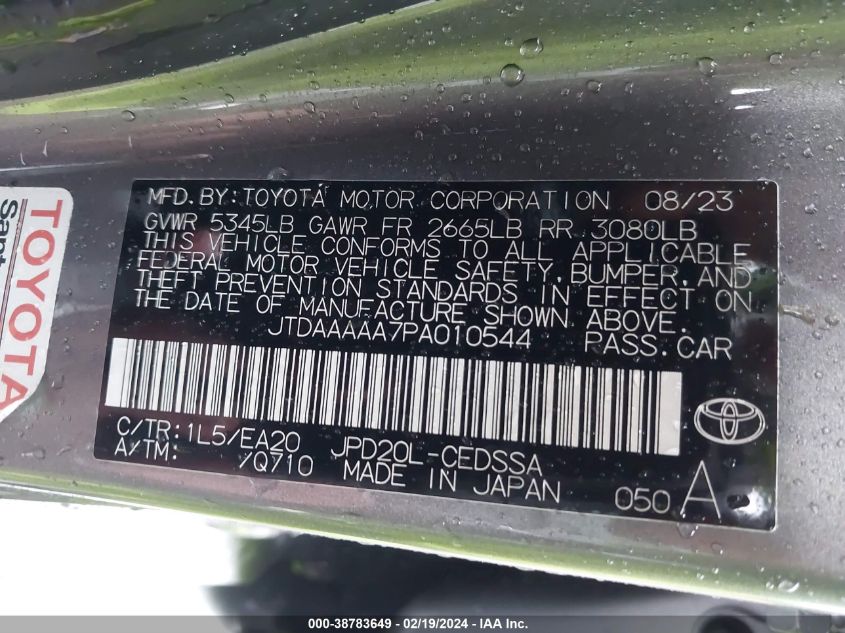 MFD.BY:TOYOTA MOTOR CORPORATION 08/23
GVWR 5345LB GAWR FR 2665LB RR 3080LB
THIS VEHICLE CONFORMS TO ALL APPLICABLE
FEDERAL MOTOR VEHICLE SAFETY, BUMPER, AND
THEFT PREVENTION STANDARDS IN EFFECT ON
THE DATE OF MANUFACTURE SHOWN ABOVE.
JTDAAAAA7PA010544 PASS.CAR
C/TR:1L5/EA20 JPD20L-CEDSSA
A/TM: /Q710 MADE IN JAPAN
050 A
TOYOTA
000-38783649 / 02/19/2024 - IAAI, Inc.